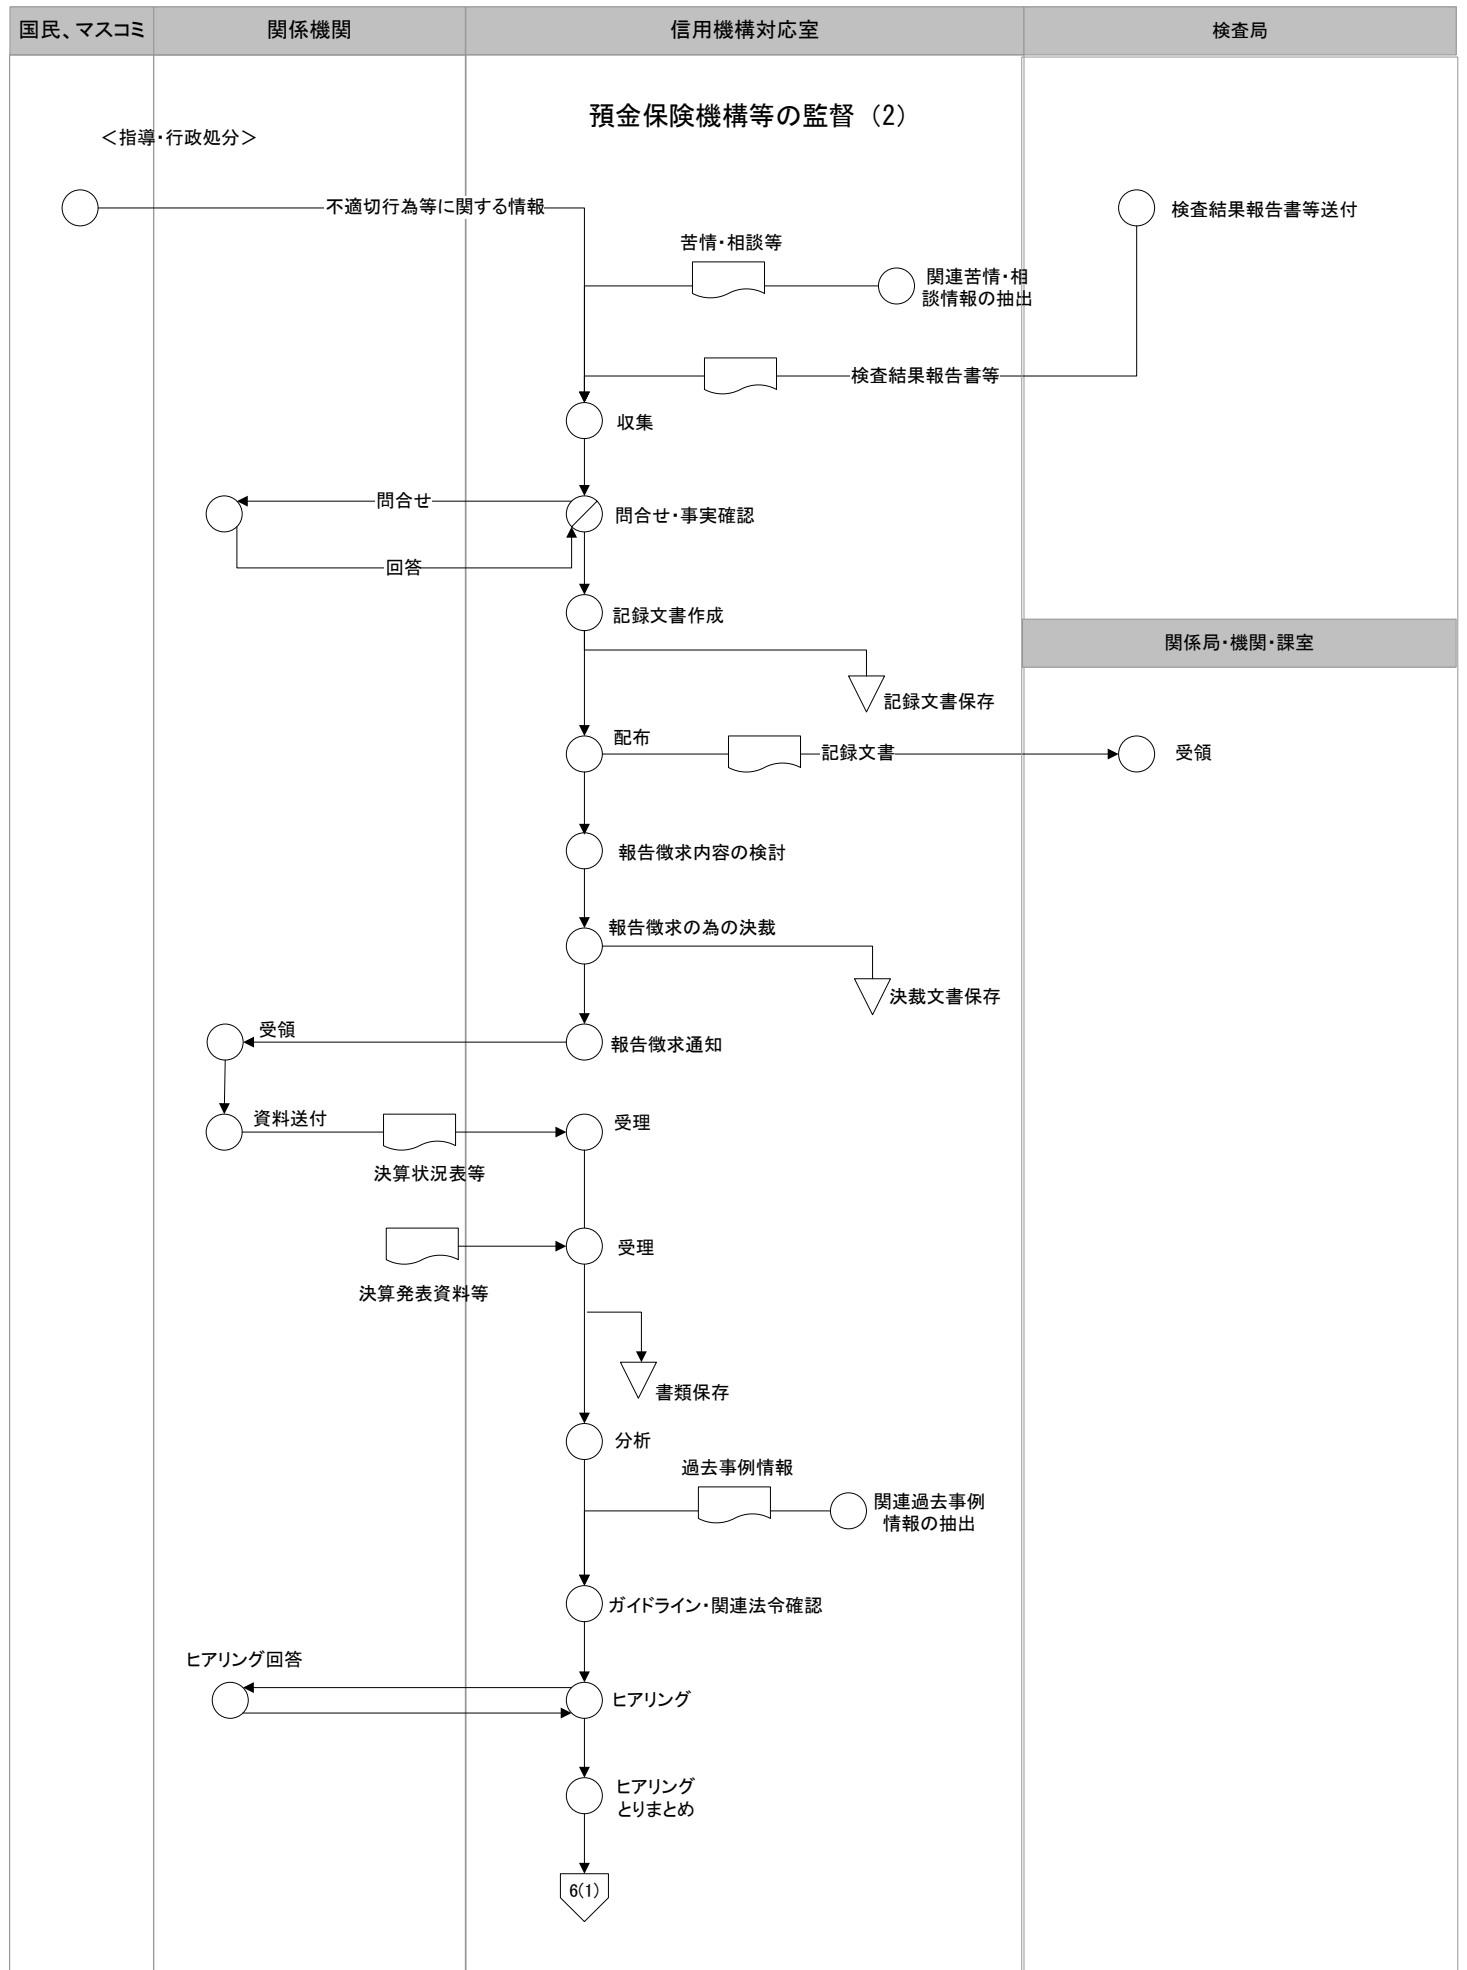 国民、マスコミ
関係機関
信用機構対応室
検査局
預金保険機構等の監督（2）
＜指導・行政処分＞
不適切行為等に関する情報
検査結果報告書等送付
苦情・相談等
関連苦情・相
談情報の抽出
検査結果報告書等
収集
問合せ
問合せ・事実確認
回答
記録文書作成
関係局・機関・課室
記録文書保存
配布
記録文書
受領
報告徴求内容の検討
報告徴求の為の決裁
決裁文書保存
受領
報告徴求通知
資料送付
受理
決算状況表等
受理
決算発表資料等
書類保存
分析
過去事例情報
関連過去事例
情報の抽出
ガイドライン・関連法令確認
ヒアリング回答
ヒアリング
ヒアリング
とりまとめ
6(1)